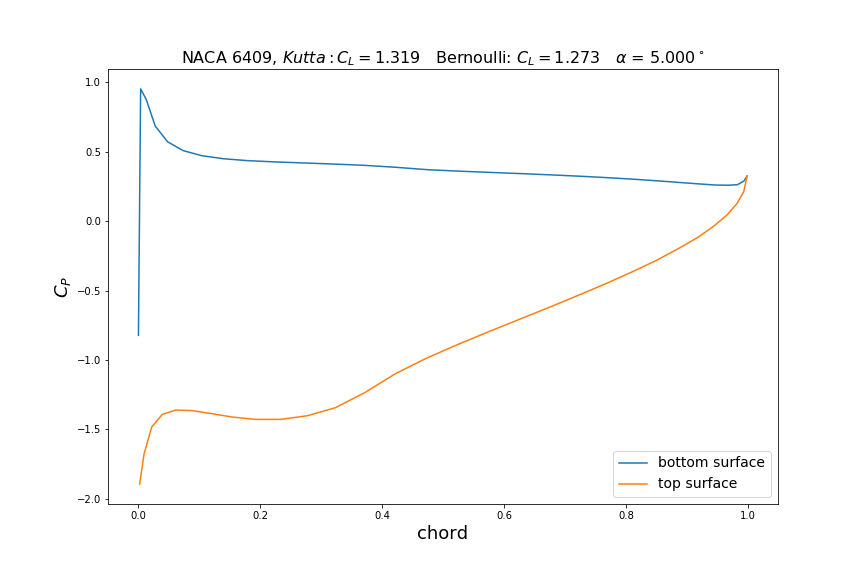 NACA 6409, Kutta : C_L = 1.319 Bernoulli: C_L = 1.273 α = 5.000°
1.0
0.5
0.0
−0.5
−1.0
−1.5
−2.0
C_P
0.0 0.2 0.4 0.6 0.8 1.0
chord
bottom surface
top surface